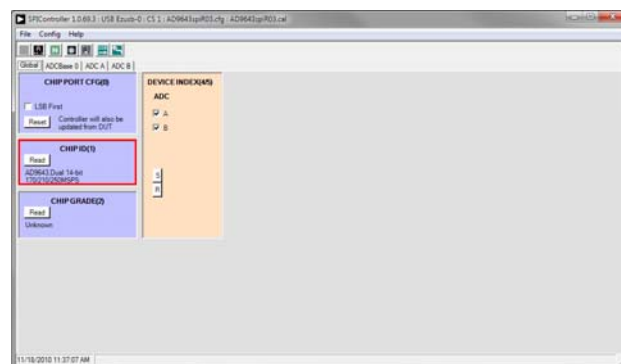 SPIController 1.0.68.3 : USB Ezusb-0 : CS 1 : AD9643spiR03.cfg : AD9643spiR03.cal
File Config Help
Global ADCBase 0 ADC A ADC B
CHIP PORT CFG(0)
LSB First
Reset
Controller will also be
updated from DUT
CHIP ID(1)
Read
AD9643,Dual 14-bit
170/210/250MSPS
CHIP GRADE(2)
Read
Unknown
DEVICE INDEX(4/5)
ADC
A
B
S
R
11/18/2010 11:37:07 AM